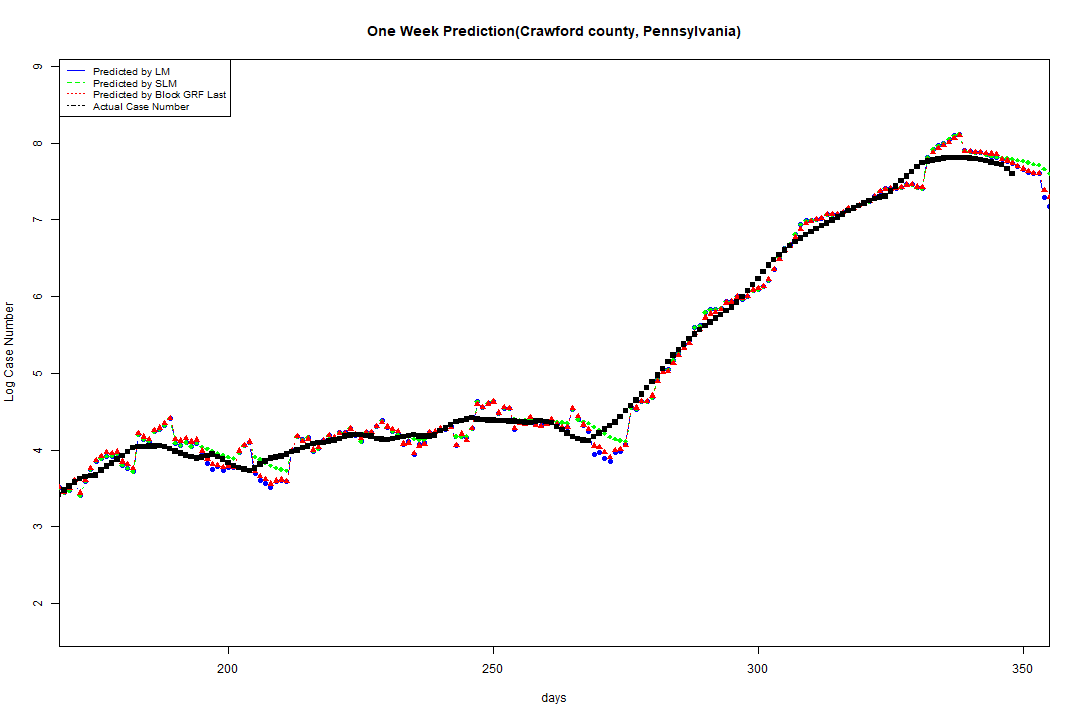 One Week Prediction(Crawford county, Pennsylvania)
Predicted by LM
Predicted by SLM
Predicted by Block GRF Last
Actual Case Number
Log Case Number
9
8
7
6
5
4
3
2
200 250 300 350
days